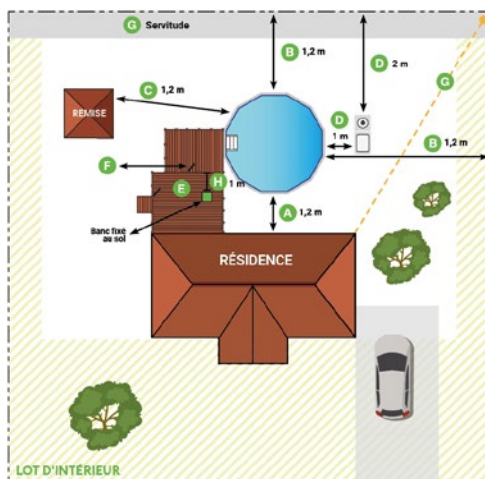 G Servitude
B 1,2 m
D 2 m
C 1,2 m
G
REMISE
D
1 m
B
1,2 m
F
H 1 m
E
A 1,2 m
Banc fixé
au sol
RÉSIDENCE
LOT D'INTÉRIEUR